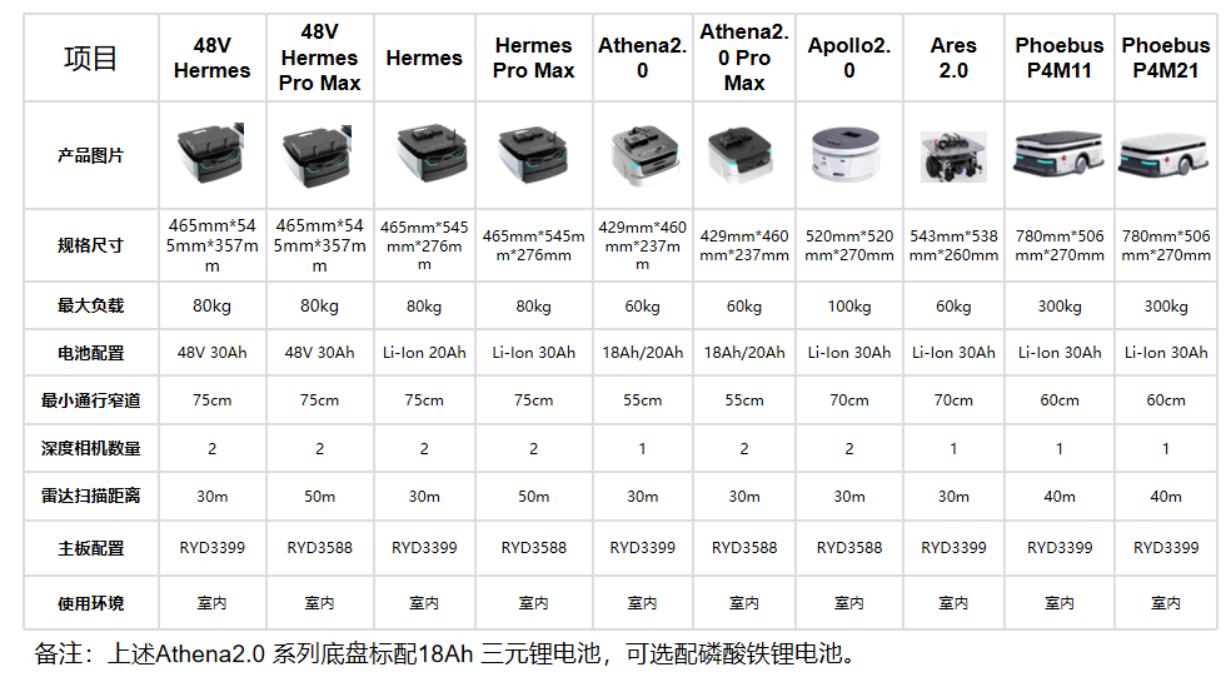 项目 48V Hermes 48V Hermes Pro Max Hermes Hermes Pro Max Athena2.0 Athena2.0 Pro Max Apollo2.0 Ares 2.0 Phoebus P4M11 Phoebus P4M21
产品图片
规格尺寸 465mm*545mm*357mm 465mm*545mm*357mm 465mm*545mm*276mm 465mm*545mm*276mm 429mm*460mm*237mm 429mm*460mm*237mm 520mm*520mm*270mm 543mm*538mm*260mm 780mm*506mm*270mm 780mm*506mm*270mm
最大负载 80kg 80kg 80kg 80kg 60kg 60kg 100kg 60kg 300kg 300kg
电池配置 48V 30Ah 48V 30Ah Li-Ion 20Ah Li-Ion 30Ah 18Ah/20Ah 18Ah/20Ah Li-Ion 30Ah Li-Ion 30Ah Li-Ion 30Ah Li-Ion 30Ah
最小通行窄道 75cm 75cm 75cm 75cm 55cm 55cm 70cm 70cm 60cm 60cm
深度相机数量 2 2 2 2 1 2 2 1 1 1
雷达扫描距离 30m 50m 30m 50m 30m 30m 30m 30m 40m 40m
主板配置 RYD3399 RYD3588 RYD3399 RYD3588 RYD3399 RYD3588 RYD3588 RYD3399 RYD3399 RYD3399
使用环境 室内 室内 室内 室内 室内 室内 室内 室内 室内 室内
备注：上述Athena2.0 系列底盘标配18Ah 三元锂电池，可选配磷酸铁锂电池。